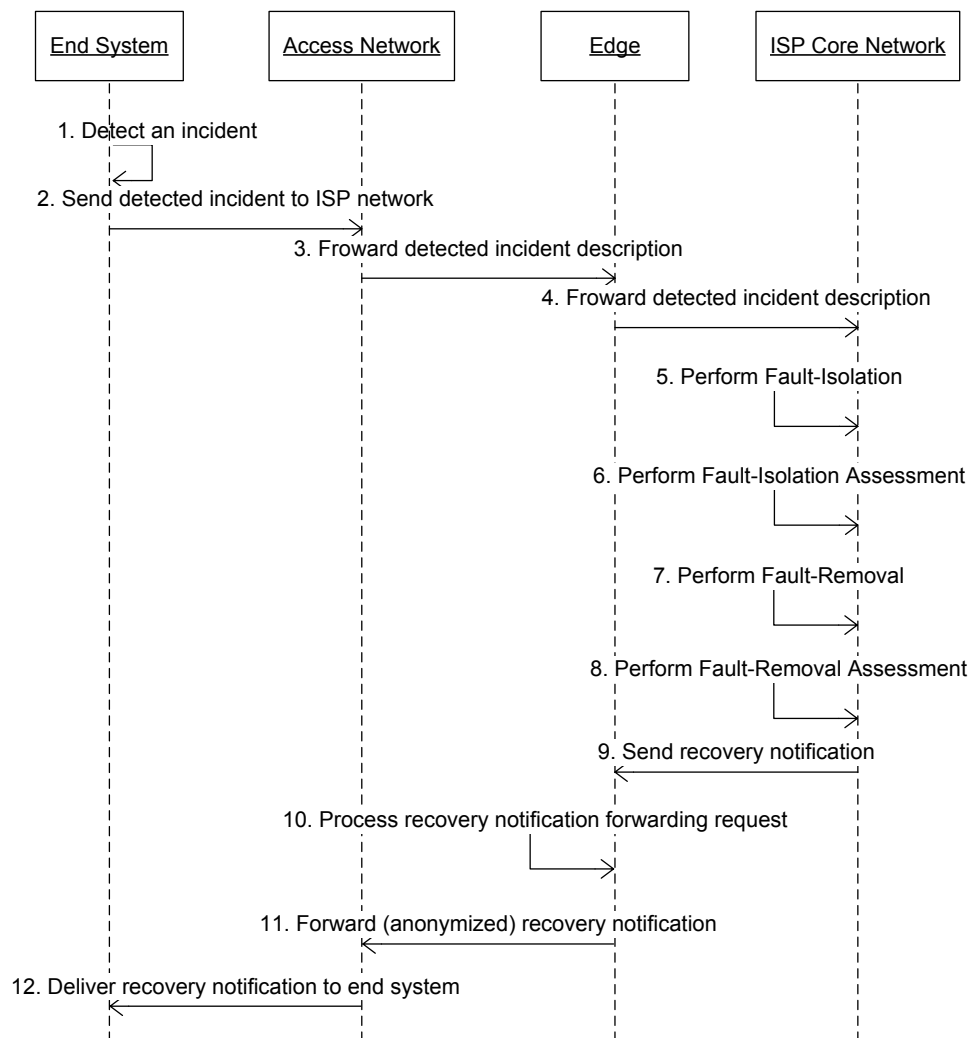 End System
Access Network
Edge
ISP Core Network
1. Detect an incident
2. Send detected incident to ISP network
3. Froward detected incident description
4. Froward detected incident description
5. Perform Fault-Isolation
6. Perform Fault-Isolation Assessment
7. Perform Fault-Removal
8. Perform Fault-Removal Assessment
9. Send recovery notification
10. Process recovery notification forwarding request
11. Forward (anonymized) recovery notification
12. Deliver recovery notification to end system